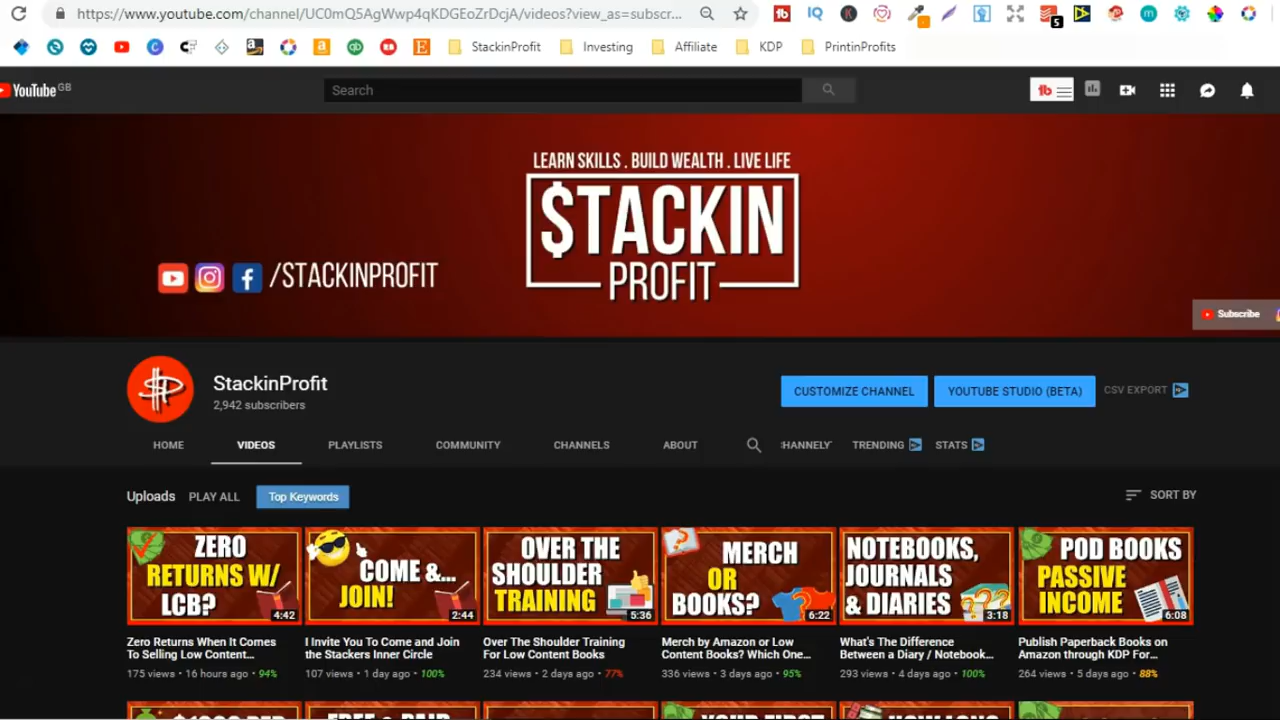 https://www.youtube.com/channel/UC0mQ5AgWwp4qKDGEoZrDcjA/videos?view_as=subscr...
StackinProfit Investing Affiliate KDP PrintinProfits
YouTube GB
Search
LEARN SKILLS . BUILD WEALTH . LIVE LIFE
$TACKIN
PROFIT
/STACKINPROFIT
Subscribe
StackinProfit
2,942 subscribers
CUSTOMIZE CHANNEL YOUTUBE STUDIO (BETA) CSV EXPORT
HOME VIDEOS PLAYLISTS COMMUNITY CHANNELS ABOUT HANNELY TRENDING STATS
Uploads PLAY ALL Top Keywords SORT BY
ZERO
RETURNS W/
LCB?
4:42
COME &...
JOIN!
2:44
OVER THE
SHOULDER
TRAINING
5:36
MERCH
OR
BOOKS?
6:22
NOTEBOOKS,
JOURNALS
& DIARIES
3:18
POD BOOKS
PASSIVE
INCOME
6:08
Zero Returns When It Comes
To Selling Low Content...
175 views • 16 hours ago • 94%
I Invite You To Come and Join
the Stackers Inner Circle
107 views • 1 day ago • 100%
Over The Shoulder Training
For Low Content Books
234 views • 2 days ago • 77%
Merch by Amazon or Low
Content Books? Which One...
336 views • 3 days ago • 95%
What's The Difference
Between a Diary / Notebook...
293 views • 4 days ago • 100%
Publish Paperback Books on
Amazon through KDP For...
264 views • 5 days ago • 88%